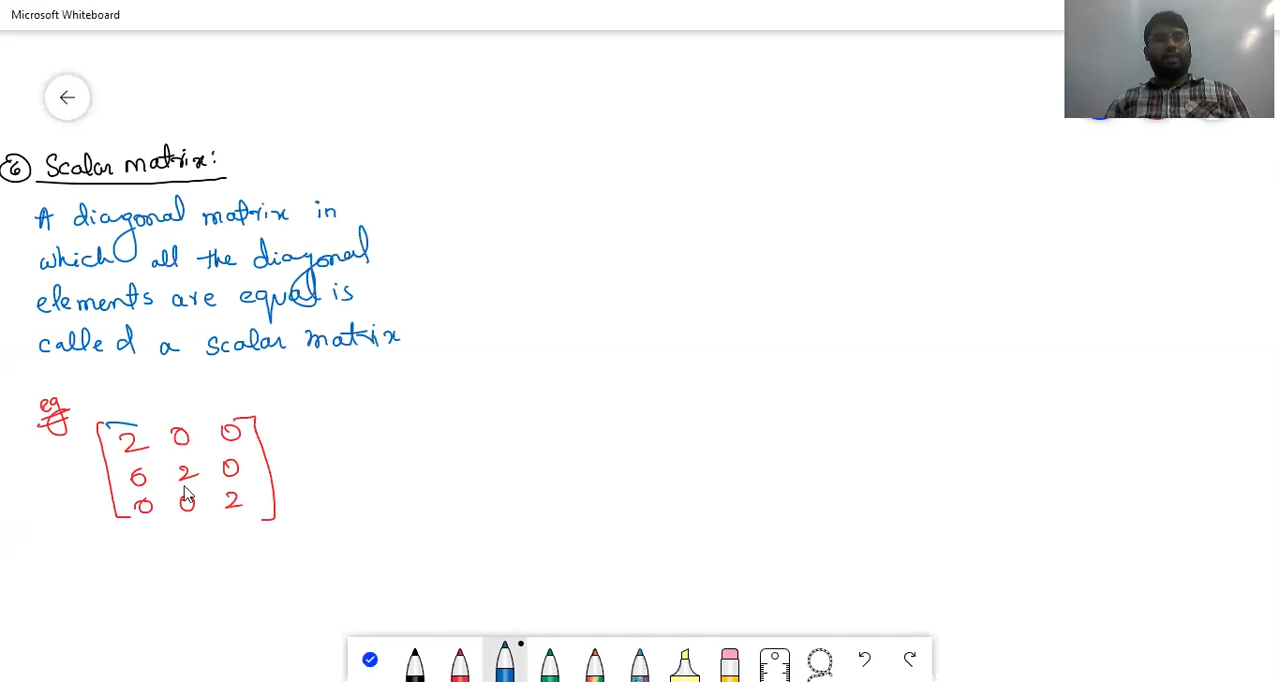 Microsoft Whiteboard
6 Scalar matrix:
A diagonal matrix in
which all the diagonal
elements are equal is
called a scalar matrix
eg
2 0 0
0 2 0
0 0 2